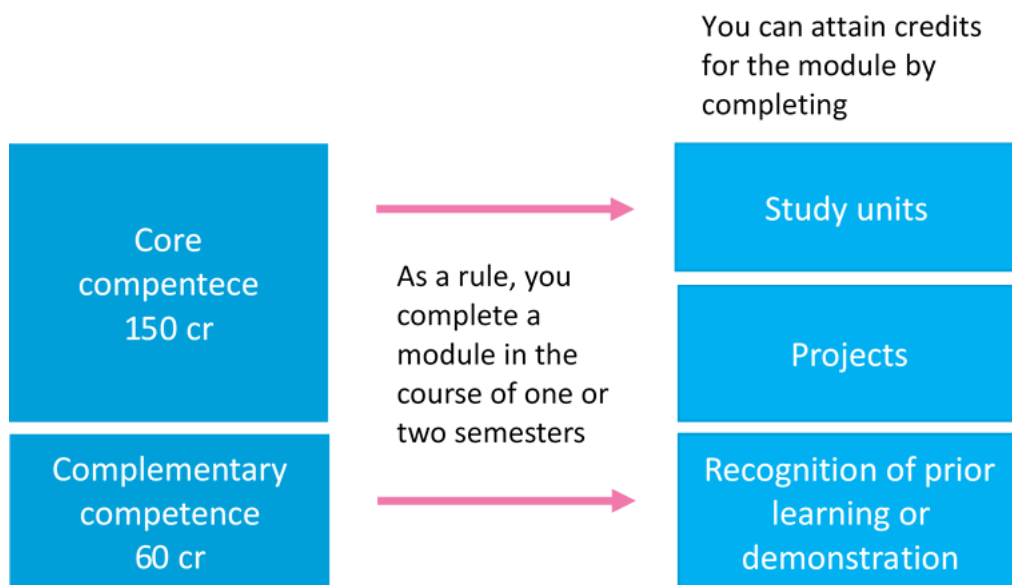 You can attain credits
for the module by
completing
Core
compentece
150 cr
Complementary
competence
60 cr
As a rule, you
complete a
module in the
course of one or
two semesters
Study units
Projects
Recognition of prior
learning or
demonstration